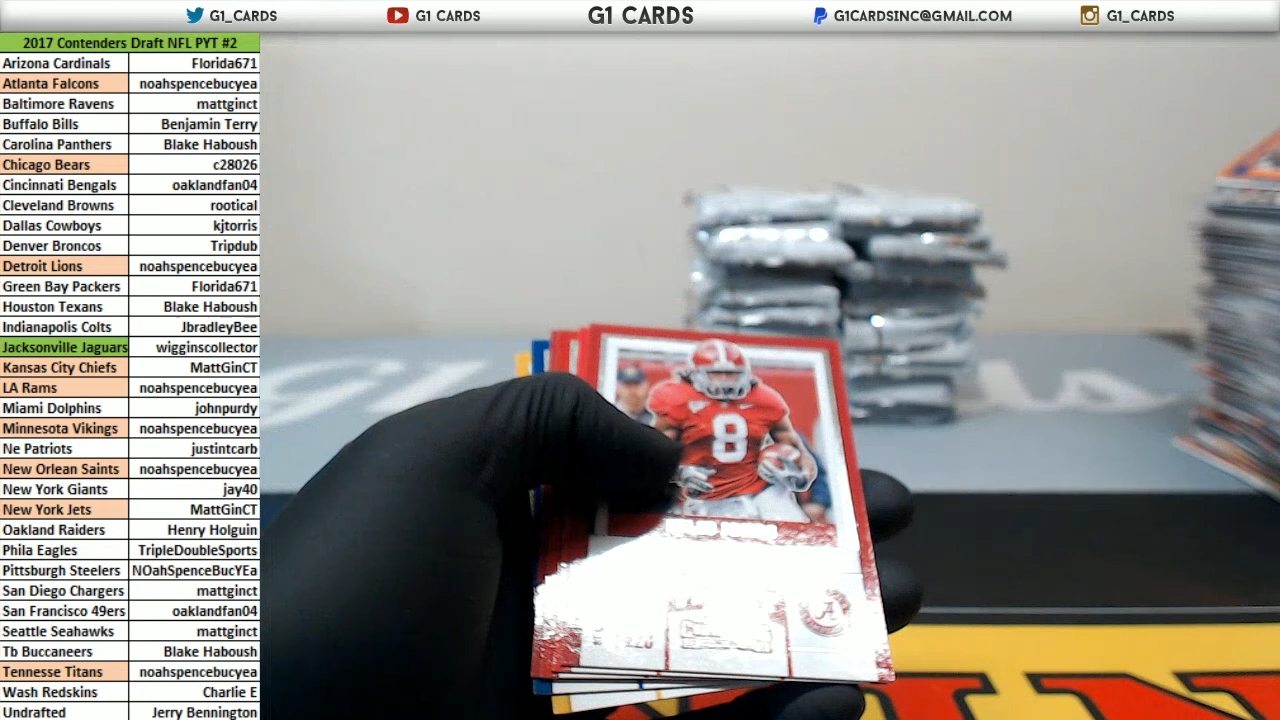 G1_CARDS G1 CARDS G1 CARDS G1CARDSINC@GMAIL.COM G1_CARDS
2017 Contenders Draft NFL PYT #2
Arizona Cardinals Florida671
Atlanta Falcons noahspencebucyea
Baltimore Ravens mattginct
Buffalo Bills Benjamin Terry
Carolina Panthers Blake Haboush
Chicago Bears c28026
Cincinnati Bengals oaklandfan04
Cleveland Browns rootical
Dallas Cowboys kjtorris
Denver Broncos Tripdub
Detroit Lions noahspencebucyea
Green Bay Packers Florida671
Houston Texans Blake Haboush
Indianapolis Colts JbradleyBee
Jacksonville Jaguars wigginscollector
Kansas City Chiefs MattGinCT
LA Rams noahspencebucyea
Miami Dolphins johnpurdy
Minnesota Vikings noahspencebucyea
Ne Patriots justintcarb
New Orlean Saints noahspencebucyea
New York Giants jay40
New York Jets MattGinCT
Oakland Raiders Henry Holguin
Phila Eagles TripleDoubleSports
Pittsburgh Steelers NOahSpenceBucYEa
San Diego Chargers mattginct
San Francisco 49ers oaklandfan04
Seattle Seahawks mattginct
Tb Buccaneers Blake Haboush
Tennesse Titans noahspencebucyea
Wash Redskins Charlie E
Undrafted Jerry Bennington
8
A